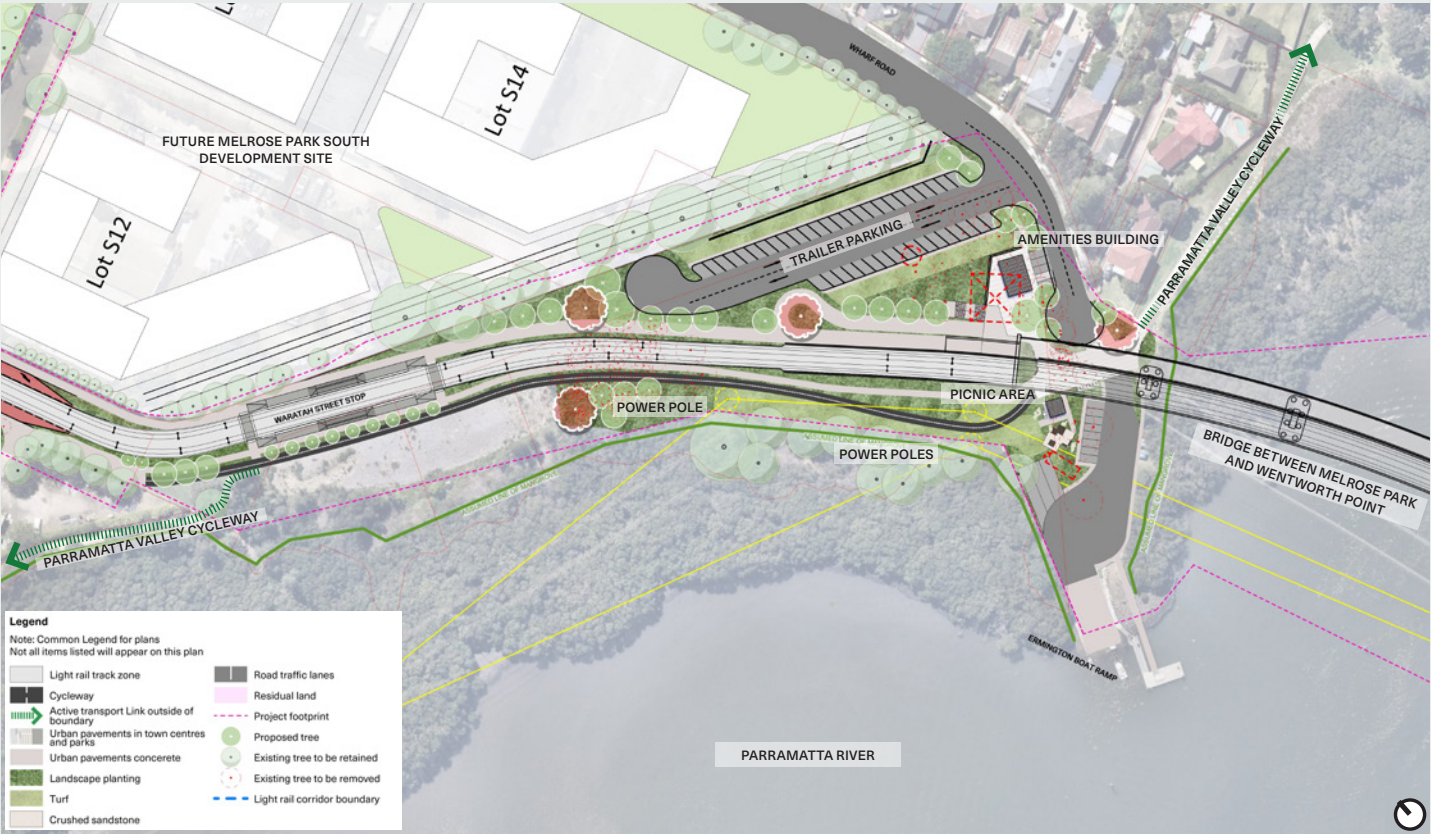 L
WHARF ROAD
Lot S14
FUTURE MELROSE PARK SOUTH
DEVELOPMENT SITE
Lot S12
TRAILER PARKING
AMENITIES BUILDING
PARRAMATTA VALLEY CYCLEWAY
WARATAH STREET STOP
POWER POLE
PICNIC AREA
POWER POLES
BRIDGE BETWEEN MELROSE PARK
AND WENTWORTH POINT
PARRAMATTA VALLEY CYCLEWAY
ERMINGTON BOAT RAMP
PARRAMATTA RIVER
Legend
Note: Common Legend for plans
Not all items listed will appear on this plan
Light rail track zone
Cycleway
Active transport Link outside of
boundary
Urban pavements in town centres
and parks
Urban pavements concerete
Landscape planting
Turf
Crushed sandstone
Road traffic lanes
Residual land
Project footprint
Proposed tree
Existing tree to be retained
Existing tree to be removed
Light rail corridor boundary